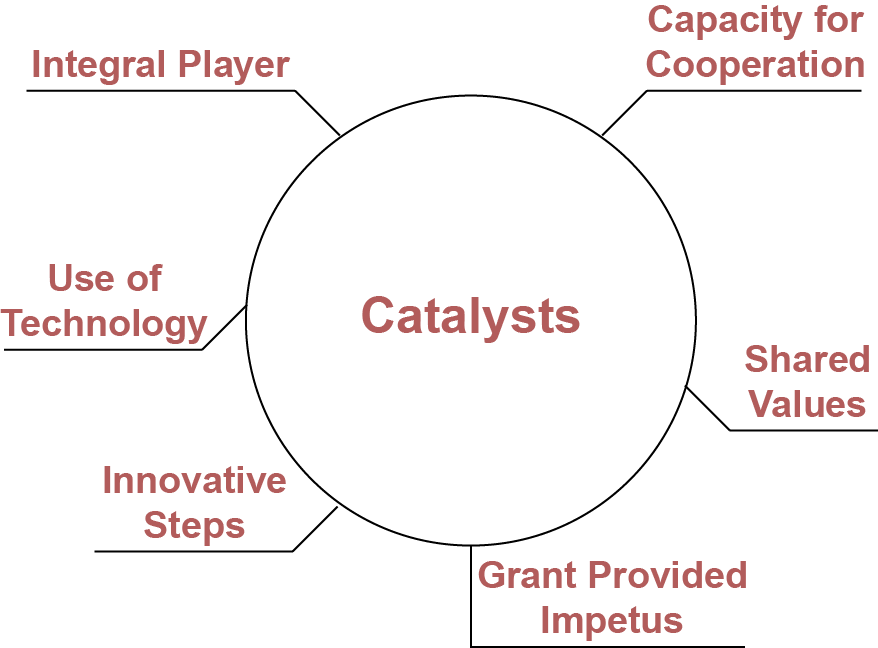 Integral Player
Capacity for
Cooperation
Use of
Technology
Catalysts
Shared
Values
Innovative
Steps
Grant Provided
Impetus